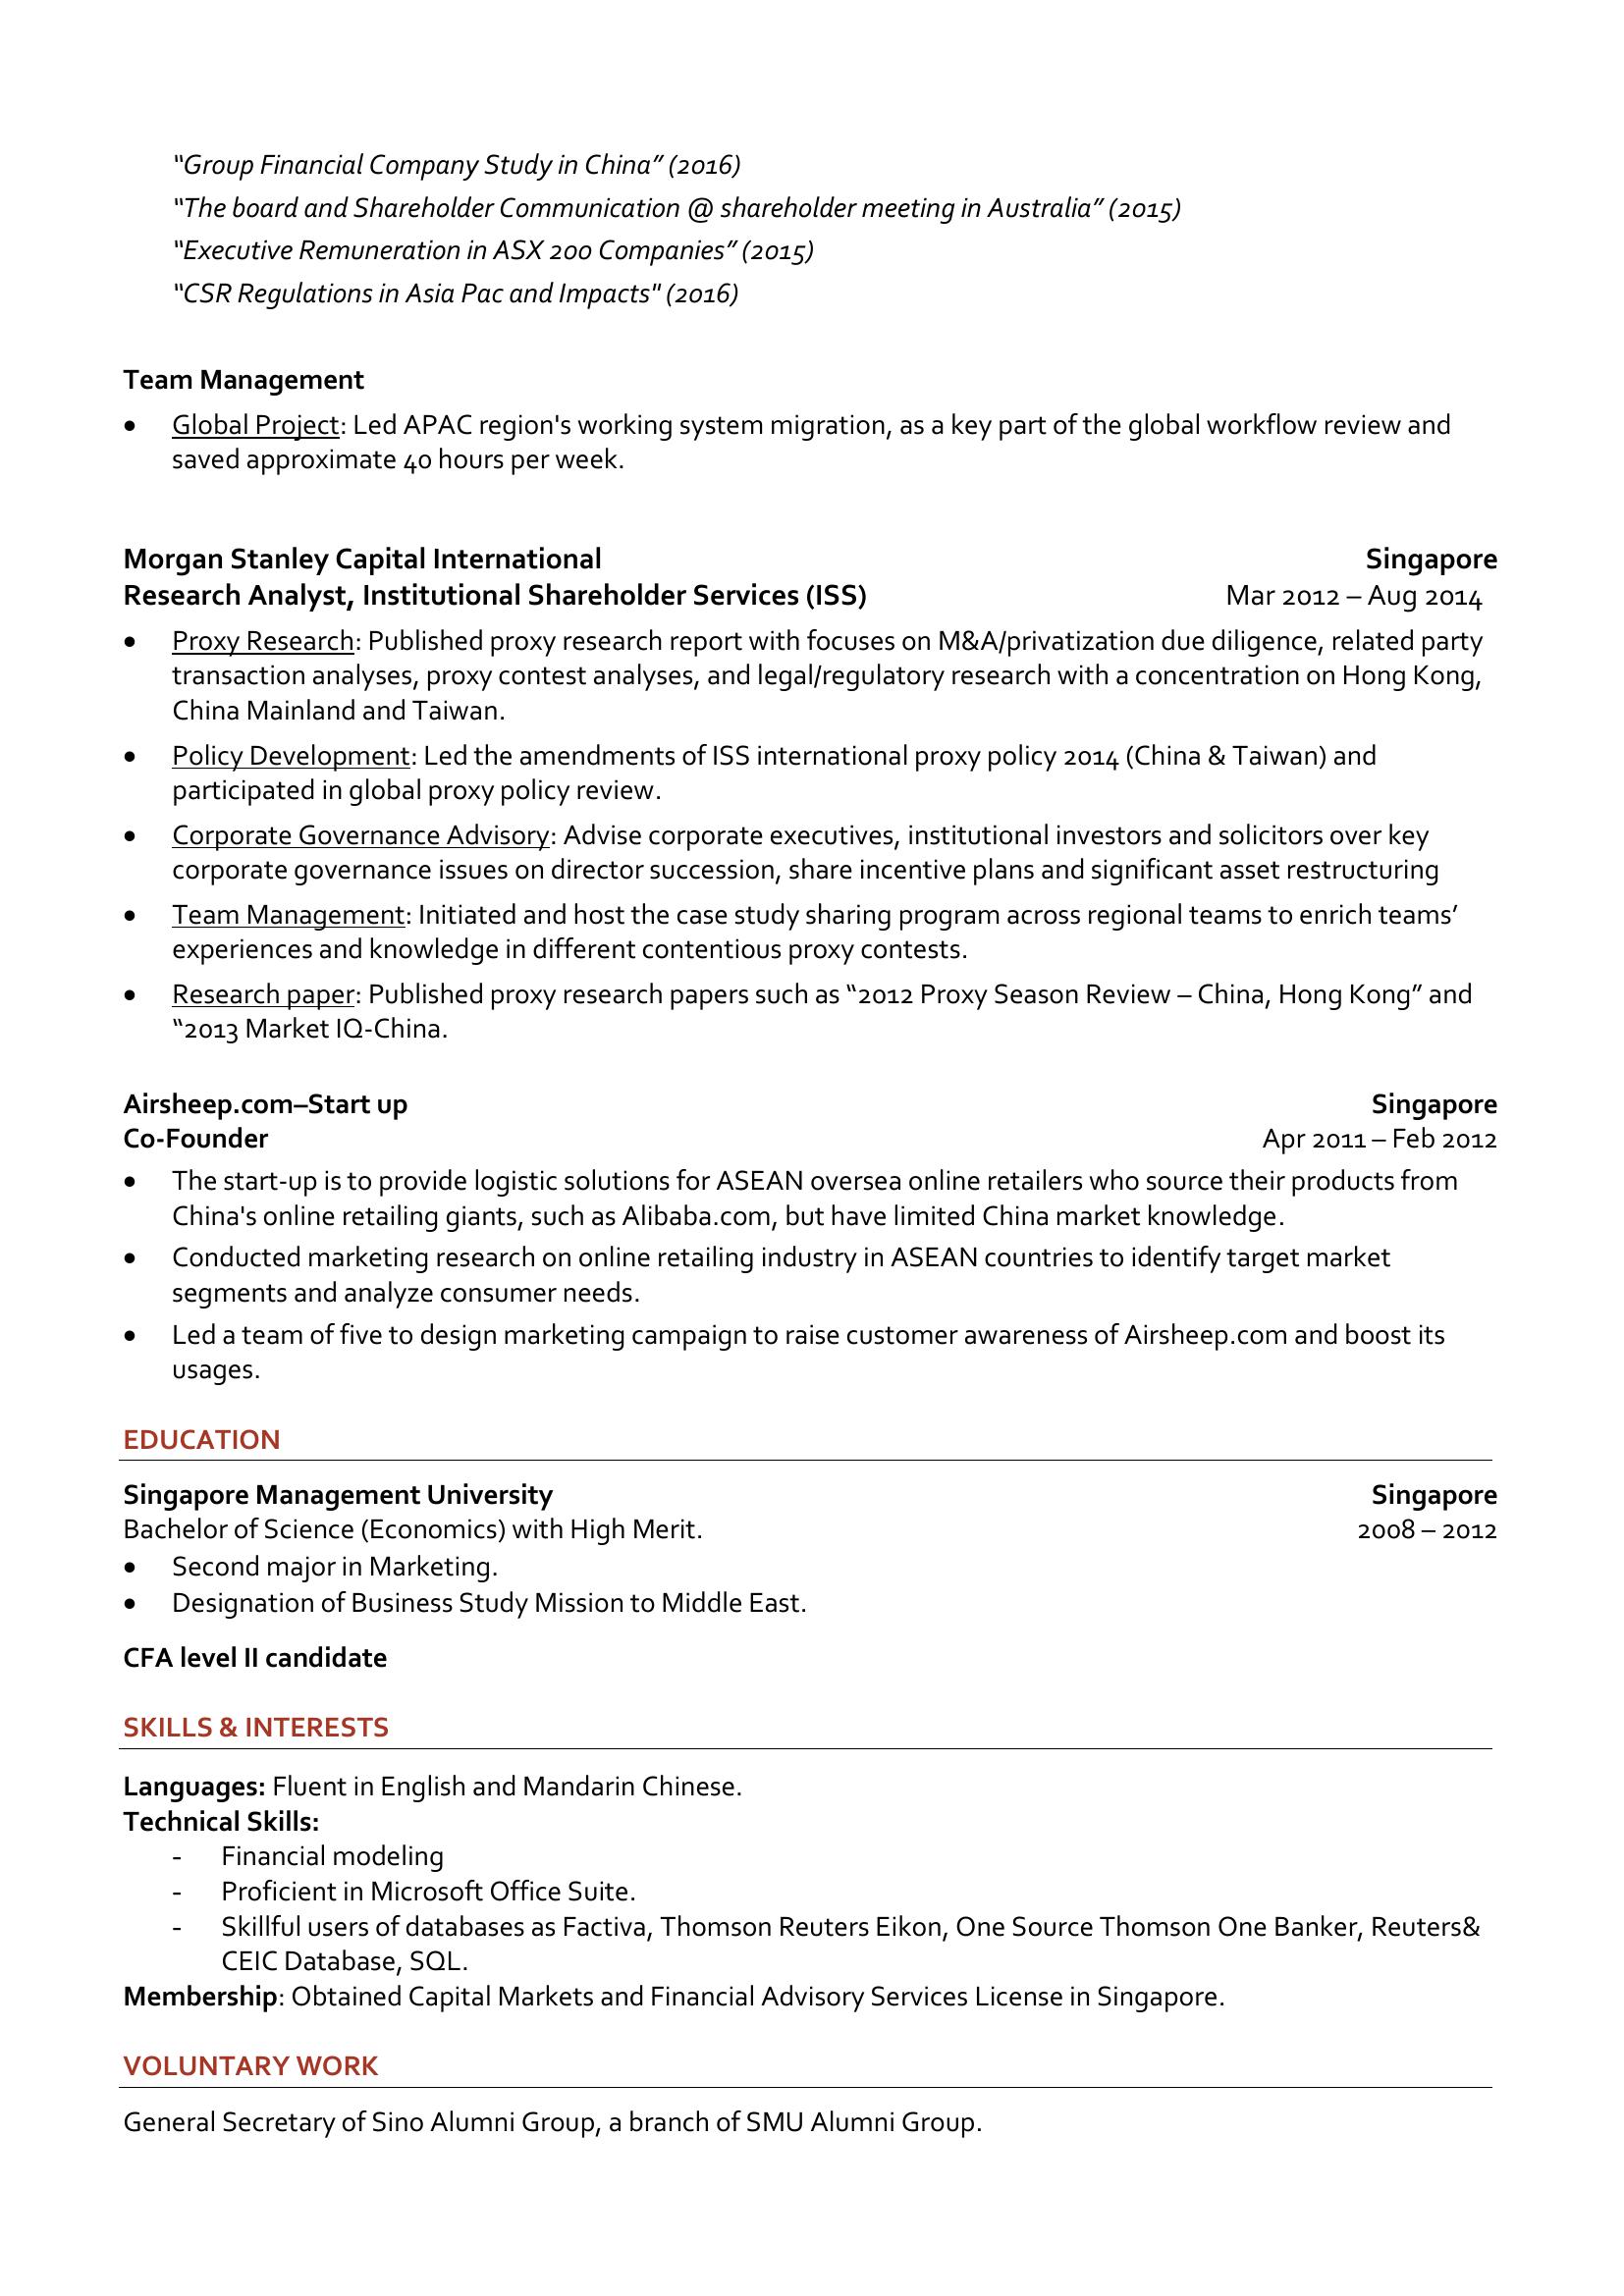 “Group Financial Company Study in China” (2016)
“The board and Shareholder Communication @ shareholder meeting in Australia” (2015)
“Executive Remuneration in ASX 200 Companies” (2015)
“CSR Regulations in Asia Pac and Impacts" (2016)
Team Management
• Global Project: Led APAC region's working system migration, as a key part of the global workflow review and
saved approximate 40 hours per week.
Morgan Stanley Capital International Singapore
Research Analyst, Institutional Shareholder Services (ISS) Mar 2012 – Aug 2014
• Proxy Research: Published proxy research report with focuses on M&A/privatization due diligence, related party
transaction analyses, proxy contest analyses, and legal/regulatory research with a concentration on Hong Kong,
China Mainland and Taiwan.
• Policy Development: Led the amendments of ISS international proxy policy 2014 (China & Taiwan) and
participated in global proxy policy review.
• Corporate Governance Advisory: Advise corporate executives, institutional investors and solicitors over key
corporate governance issues on director succession, share incentive plans and significant asset restructuring
• Team Management: Initiated and host the case study sharing program across regional teams to enrich teams’
experiences and knowledge in different contentious proxy contests.
• Research paper: Published proxy research papers such as “2012 Proxy Season Review – China, Hong Kong” and
“2013 Market IQ-China.
Airsheep.com–Start up Singapore
Co-Founder Apr 2011 – Feb 2012
• The start-up is to provide logistic solutions for ASEAN oversea online retailers who source their products from
China's online retailing giants, such as Alibaba.com, but have limited China market knowledge.
• Conducted marketing research on online retailing industry in ASEAN countries to identify target market
segments and analyze consumer needs.
• Led a team of five to design marketing campaign to raise customer awareness of Airsheep.com and boost its
usages.
EDUCATION
Singapore Management University Singapore
Bachelor of Science (Economics) with High Merit. 2008 – 2012
• Second major in Marketing.
• Designation of Business Study Mission to Middle East.
CFA level II candidate
SKILLS & INTERESTS
Languages: Fluent in English and Mandarin Chinese.
Technical Skills:
- Financial modeling
- Proficient in Microsoft Office Suite.
- Skillful users of databases as Factiva, Thomson Reuters Eikon, One Source Thomson One Banker, Reuters&
CEIC Database, SQL.
Membership: Obtained Capital Markets and Financial Advisory Services License in Singapore.
VOLUNTARY WORK
General Secretary of Sino Alumni Group, a branch of SMU Alumni Group.